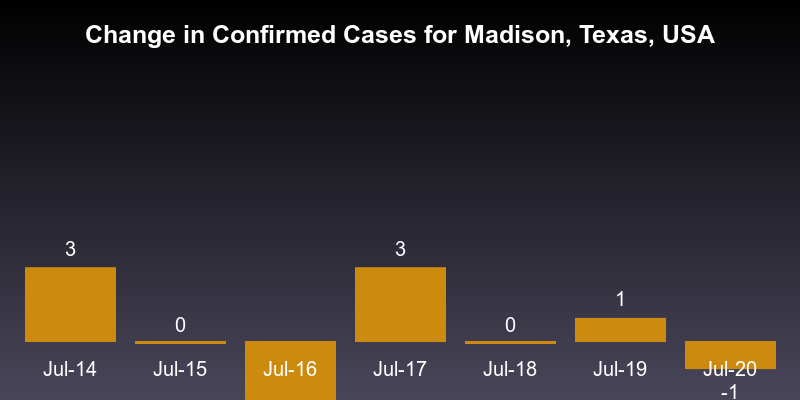 Change in Confirmed Cases for Madison, Texas, USA
3
0
3
0
1
Jul-14
Jul-15
Jul-16
Jul-17
Jul-18
Jul-19
Jul-20
-1